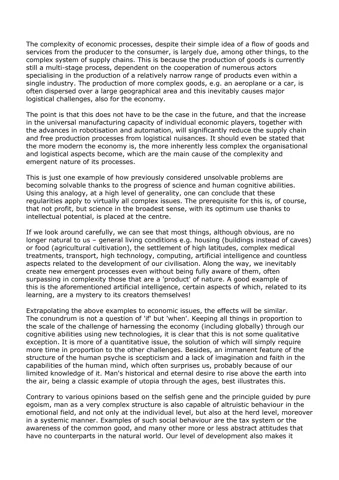 The complexity of economic processes, despite their simple idea of a flow of goods and
services from the producer to the consumer, is largely due, among other things, to the
complex system of supply chains. This is because the production of goods is currently
still a multi-stage process, dependent on the cooperation of numerous actors
specialising in the production of a relatively narrow range of products even within a
single industry. The production of more complex goods, e.g. an aeroplane or a car, is
often dispersed over a large geographical area and this inevitably causes major
logistical challenges, also for the economy.

The point is that this does not have to be the case in the future, and that the increase
in the universal manufacturing capacity of individual economic players, together with
the advances in robotisation and automation, will significantly reduce the supply chain
and free production processes from logistical nuisances. It should even be stated that
the more modern the economy is, the more inherently less complex the organisational
and logistical aspects become, which are the main cause of the complexity and
emergent nature of its processes.

This is just one example of how previously considered unsolvable problems are
becoming solvable thanks to the progress of science and human cognitive abilities.
Using this analogy, at a high level of generality, one can conclude that these
regularities apply to virtually all complex issues. The prerequisite for this is, of course,
that not profit, but science in the broadest sense, with its optimum use thanks to
intellectual potential, is placed at the centre.

If we look around carefully, we can see that most things, although obvious, are no
longer natural to us – general living conditions e.g. housing (buildings instead of caves)
or food (agricultural cultivation), the settlement of high latitudes, complex medical
treatments, transport, high technology, computing, artificial intelligence and countless
aspects related to the development of our civilisation. Along the way, we inevitably
create new emergent processes even without being fully aware of them, often
surpassing in complexity those that are a 'product' of nature. A good example of
this is the aforementioned artificial intelligence, certain aspects of which, related to its
learning, are a mystery to its creators themselves!

Extrapolating the above examples to economic issues, the effects will be similar.
The conundrum is not a question of 'if' but 'when'. Keeping all things in proportion to
the scale of the challenge of harnessing the economy (including globally) through our
cognitive abilities using new technologies, it is clear that this is not some qualitative
exception. It is more of a quantitative issue, the solution of which will simply require
more time in proportion to the other challenges. Besides, an immanent feature of the
structure of the human psyche is scepticism and a lack of imagination and faith in the
capabilities of the human mind, which often surprises us, probably because of our
limited knowledge of it. Man's historical and eternal desire to rise above the earth into
the air, being a classic example of utopia through the ages, best illustrates this.

Contrary to various opinions based on the selfish gene and the principle guided by pure
egoism, man as a very complex structure is also capable of altruistic behaviour in the
emotional field, and not only at the individual level, but also at the herd level, moreover
in a systemic manner. Examples of such social behaviour are the tax system or the
awareness of the common good, and many other more or less abstract attitudes that
have no counterparts in the natural world. Our level of development also makes it